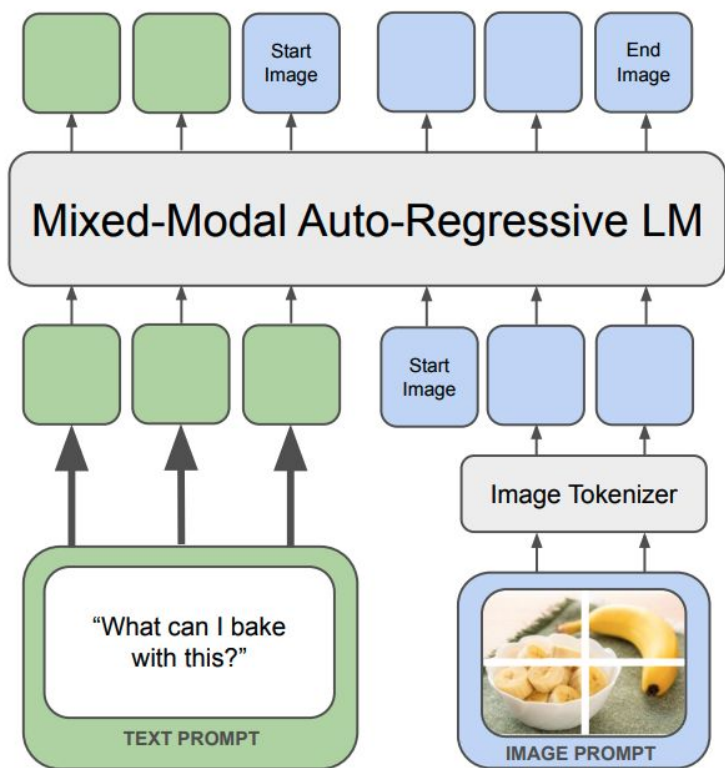 Start
Image
End
Image
Mixed-Modal Auto-Regressive LM
Start
Image
Image Tokenizer
“What can I bake
with this?”
TEXT PROMPT
IMAGE PROMPT